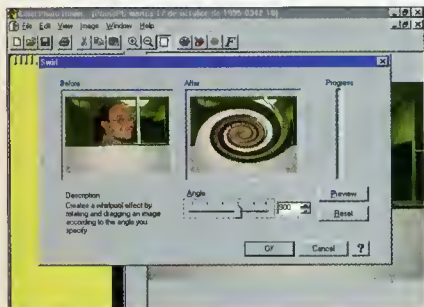 File Edit View Image Window Help
Swirl
Before
After
Progress
Description
Creates a whirlpool effect by
rotating and dragging an image
according to the angle you
specify
Angle
Preview
Reset
OK
Cancel
?